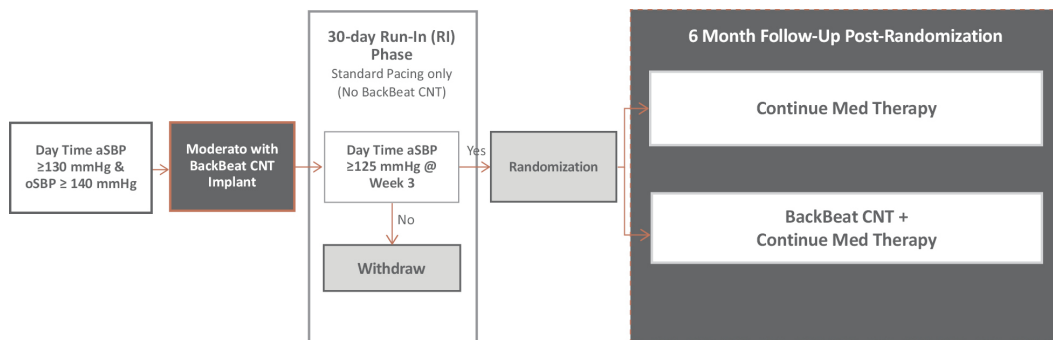 Day Time aSBP
≥130 mmHg &
oSBP ≥ 140 mmHg
Moderato with
BackBeat CNT
Implant
30-day Run-In (RI)
Phase
Standard Pacing only
(No BackBeat CNT)
Day Time aSBP
≥125 mmHg @
Week 3
Yes
No
Withdraw
Randomization
6 Month Follow-Up Post-Randomization
Continue Med Therapy
BackBeat CNT +
Continue Med Therapy